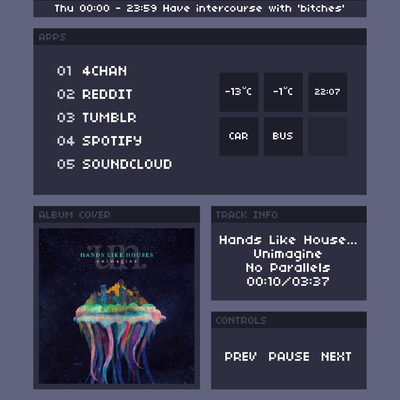 Thu 00:00 - 23:59 Have intercourse with 'bitches'
APPS
01 4CHAN
02 REDDIT
03 TUMBLR
04 SPOTIFY
05 SOUNDCLOUD
-13°C -1°C 22:07
CAR BUS
ALBUM COVER
un.
HANDS LIKE HOUSES
unimagine
TRACK INFO
Hands Like House...
Unimagine
No Parallels
00:10/03:37
CONTROLS
PREV PAUSE NEXT